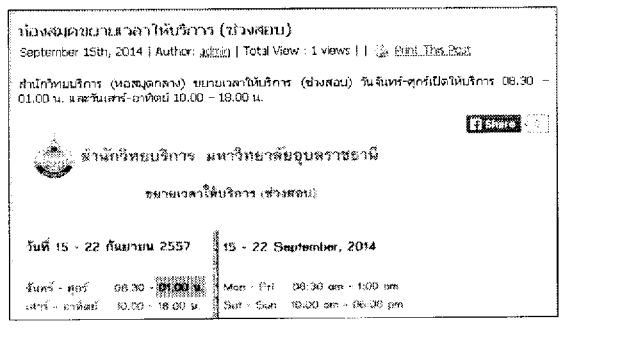 ห้องสมุดขยายเวลาให้บริการ (ช่วงสอบ)
September 15th, 2014 | Author: admin | Total View : 1 views | | Print This Post
สำนักวิทยบริการ (หอสมุดกลาง) ขยายเวลาให้บริการ (ช่วงสอบ) วันจันทร์-ศุกร์เปิดให้บริการ 08.30 –
01.00 น. และวันเสาร์-อาทิตย์ 10.00 – 18.00 น.
Share
สำนักวิทยบริการ มหาวิทยาลัยอุบลราชธานี
ขยายเวลาให้บริการ (ช่วงสอบ)
วันที่ 15 - 22 กันยายน 2557 15 - 22 September, 2014
จันทร์ - ศุกร์ 08.30 - 01.00 น. Mon - Fri 08:30 am - 1:00 pm
เสาร์ - อาทิตย์ 10.00 - 18.00 น. Sat - Sun 10.00 am - 06:00 pm